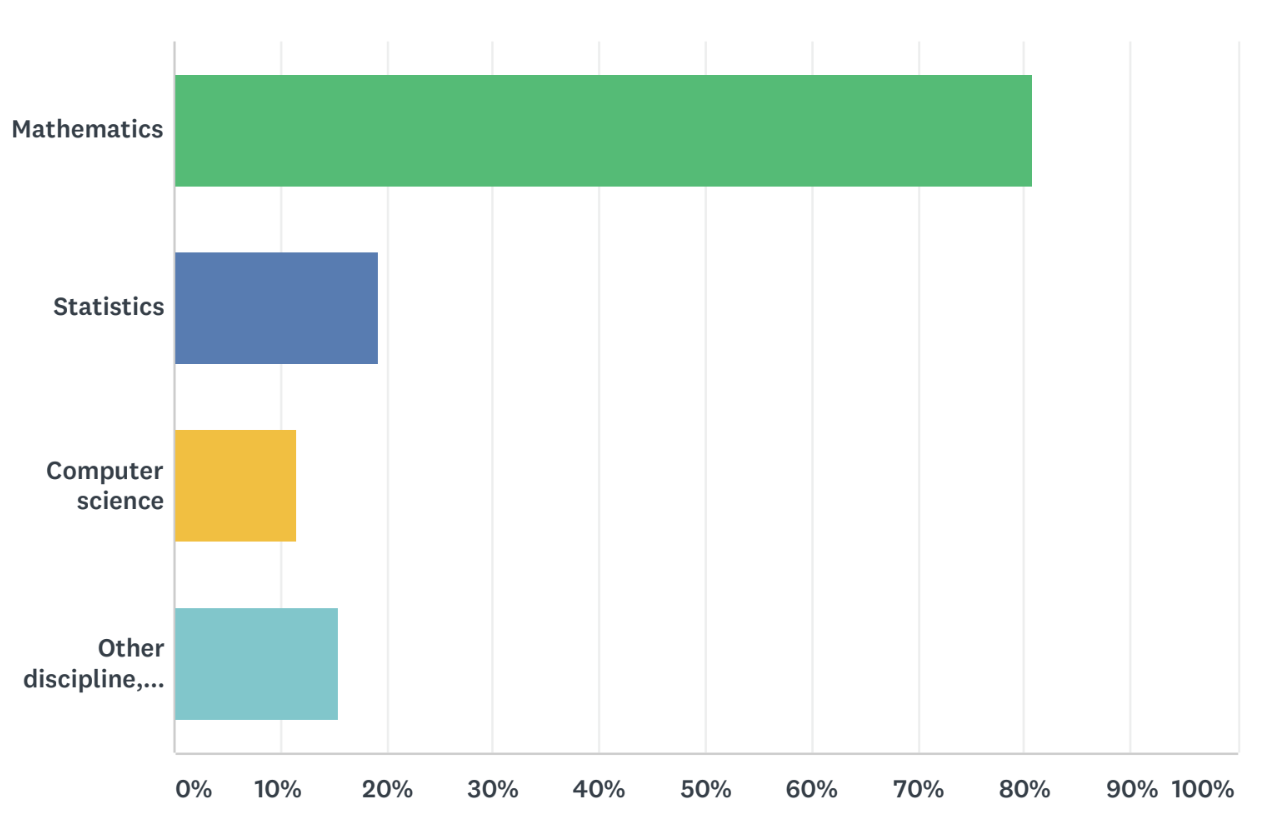 Mathematics
Statistics
Computer
science
Other
discipline,...
0% 10% 20% 30% 40% 50% 60% 70% 80% 90% 100%